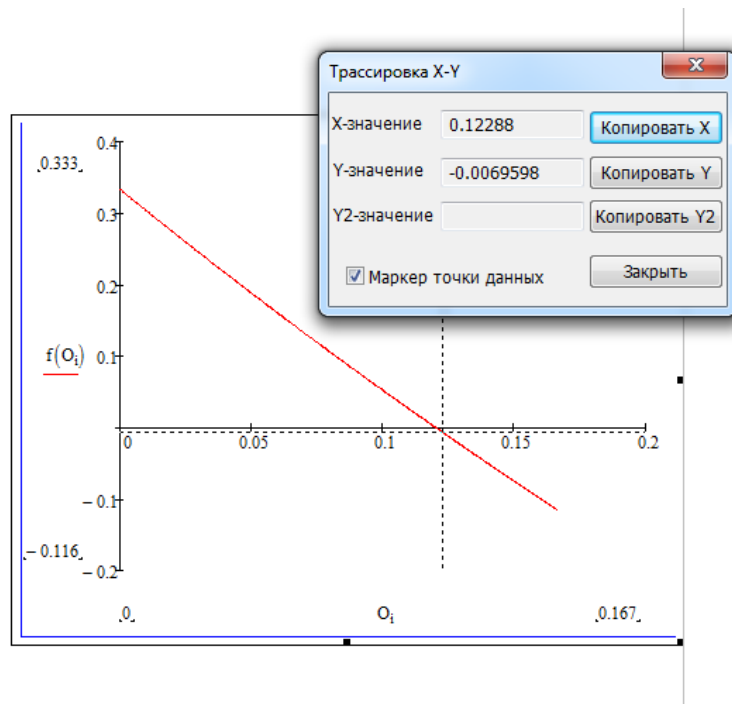 Трассировка X-Y
X-значение 0.12288 Копировать X
Y-значение -0.0069598 Копировать Y
Y2-значение Копировать Y2
Маркер точки данных Закрыть
0.4
0.333
0.3
0.2
f(Oi) 0.1
0 0.05 0.1 0.15 0.2
− 0.1
− 0.116
− 0.2
0 Oi 0.167